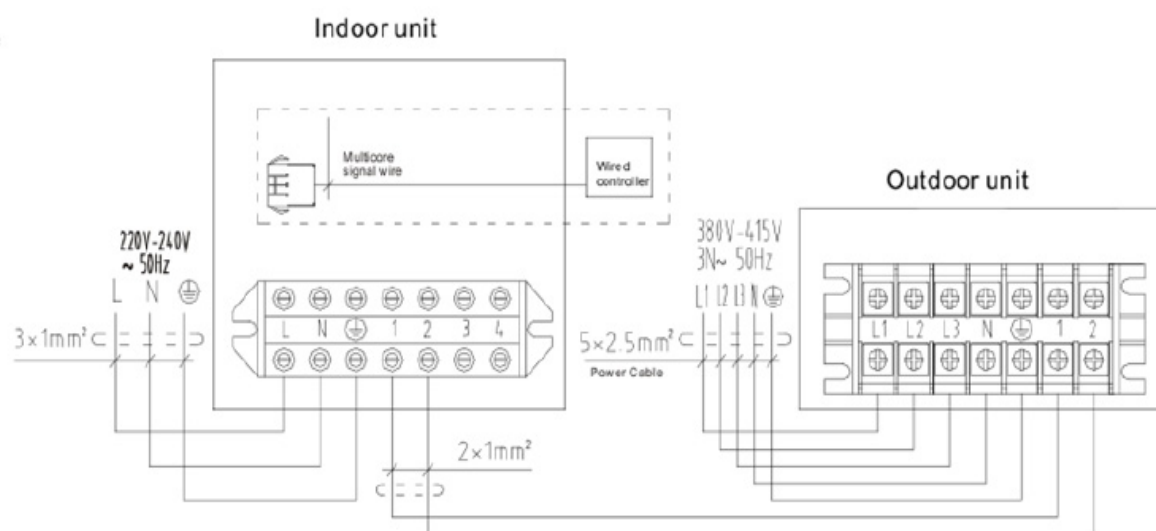 Indoor unit
Multicore
signal wire
Wired
controller
Outdoor unit
220V-240V
~ 50Hz
L N
3×1mm²
L N 1 2 3 4
380V-415V
3N~ 50Hz
L1 L2 L3 N
5×2.5mm²
Power Cable
L1 L2 L3 N 1 2
2×1mm²